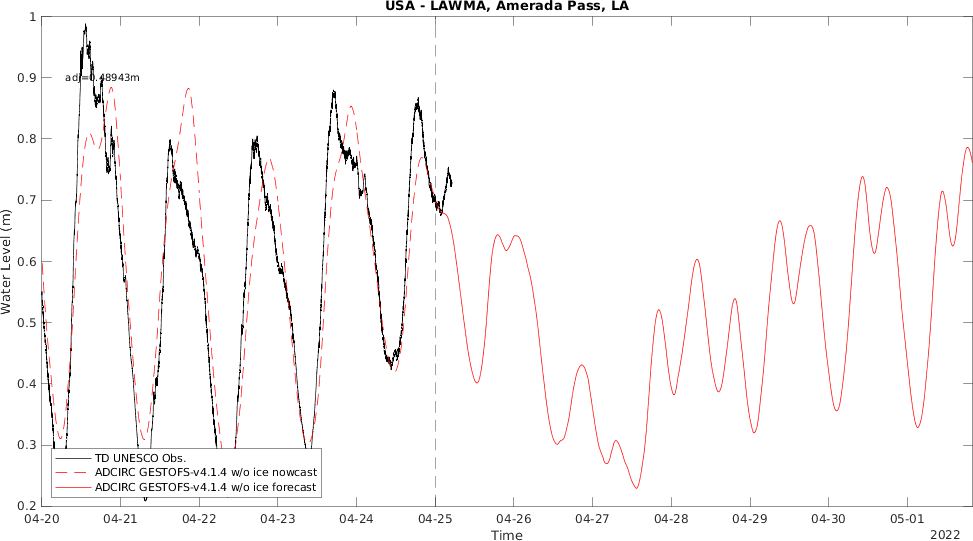 USA - LAWMA, Amerada Pass, LA
1
0.9
0.8
0.7
0.6
0.5
0.4
0.3
0.2
Water Level (m)
adj=0.48943m
TD UNESCO Obs.
ADCIRC GESTOFS-v4.1.4 w/o ice nowcast
ADCIRC GESTOFS-v4.1.4 w/o ice forecast
04-20 04-21 04-22 04-23 04-24 04-25 04-26 04-27 04-28 04-29 04-30 05-01
Time
2022